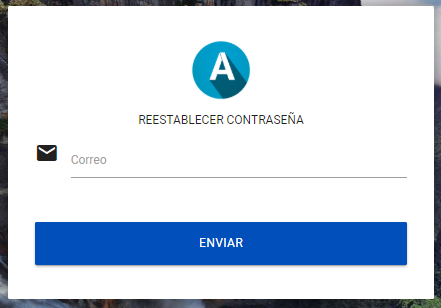 A
REESTABLECER CONTRASEÑA
Correo
ENVIAR